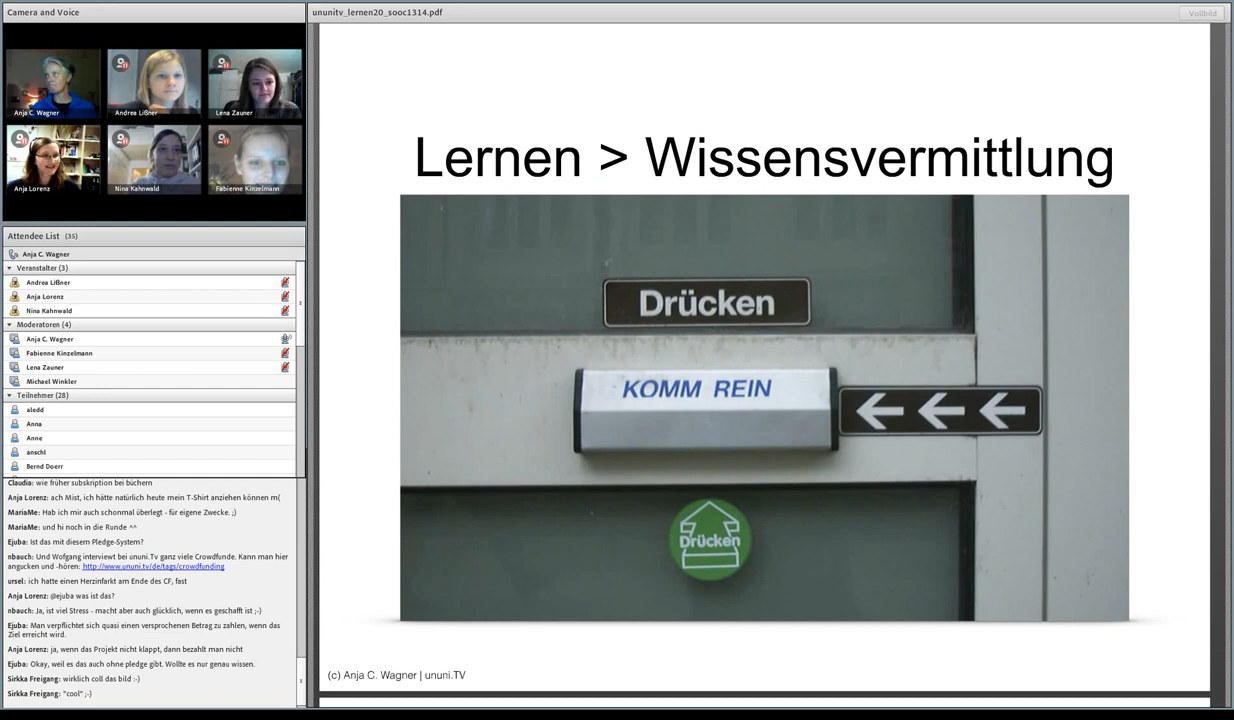 Camera and Voice
Anja C. Wagner
Andrea Lißner
Lena Zauner
Anja Lorenz
Nina Kahnwald
Fabienne Kinzelmann
Attendee List (35)
Anja C. Wagner
Veranstalter (3)
Andrea Lißner
Anja Lorenz
Nina Kahnwald
Moderatoren (4)
Anja C. Wagner
Fabienne Kinzelmann
Lena Zauner
Michael Winkler
Teilnehmer (28)
aledd
Anna
Anne
anschl
Bernd Doerr
Claudia: wie früher subskription bei büchern
Anja Lorenz: ach Mist, ich hätte natürlich heute mein T-Shirt anziehen können m(
MariaMe: Hab ich mir auch schonmal überlegt - für eigene Zwecke. ;)
MariaMe: und hi noch in die Runde ^^
Ejuba: Ist das mit diesem Pledge-System?
nbauch: Und Wofgang interviewt bei ununi.Tv ganz viele Crowdfunde. Kann man hier
angucken und -hören: http://www.ununi.tv/de/tags/crowdfunding
ursel: ich hatte einen Herzinfarkt am Ende des CF, fast
Anja Lorenz: @ejuba was ist das?
nbauch: Ja, ist viel Stress - macht aber auch glücklich, wenn es geschafft ist ;-)
Ejuba: Man verpflichtet sich quasi einen versprochenen Betrag zu zahlen, wenn das
Ziel erreicht wird.
Anja Lorenz: ja, wenn das Projekt nicht klappt, dann bezahlt man nicht
Ejuba: Okay, weil es das auch ohne pledge gibt. Wollte es nur genau wissen.
Sirkka Freigang: wirklich coll das bild :-)
Sirkka Freigang: "cool" ;-)
ununitv_lernen20_sooc1314.pdf
Vollbild
Lernen > Wissensvermittlung
Drücken
KOMM REIN
Drücken
(c) Anja C. Wagner | ununi.TV